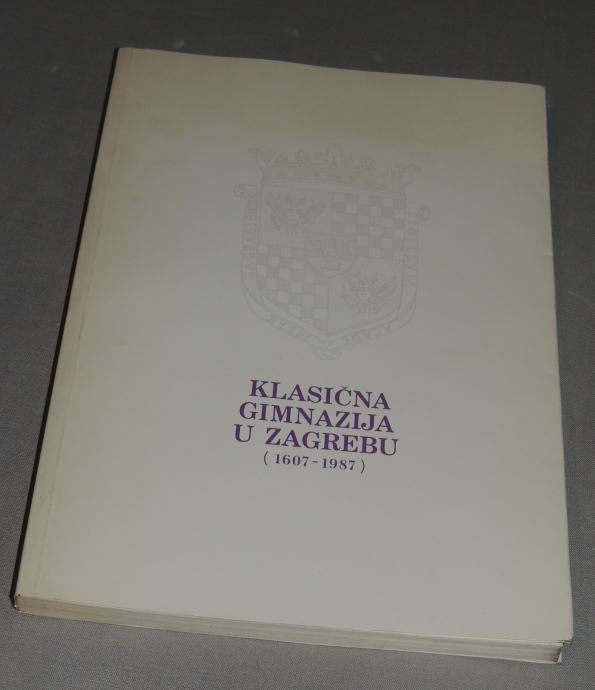 KLASIČNA
GIMNAZIJA
U ZAGREBU
( 1607-1987 )